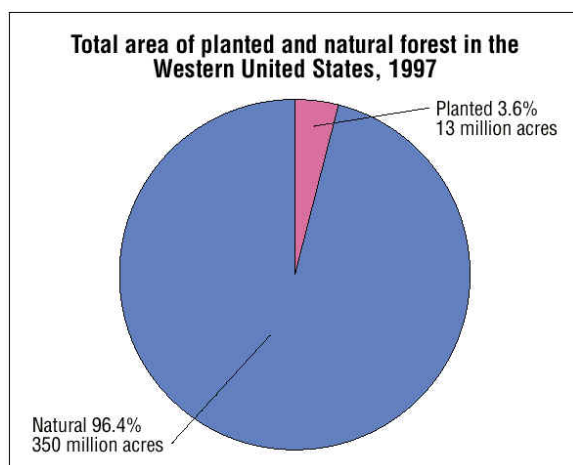 Total area of planted and natural forest in the
Western United States, 1997
Planted 3.6%
13 million acres
Natural 96.4%
350 million acres